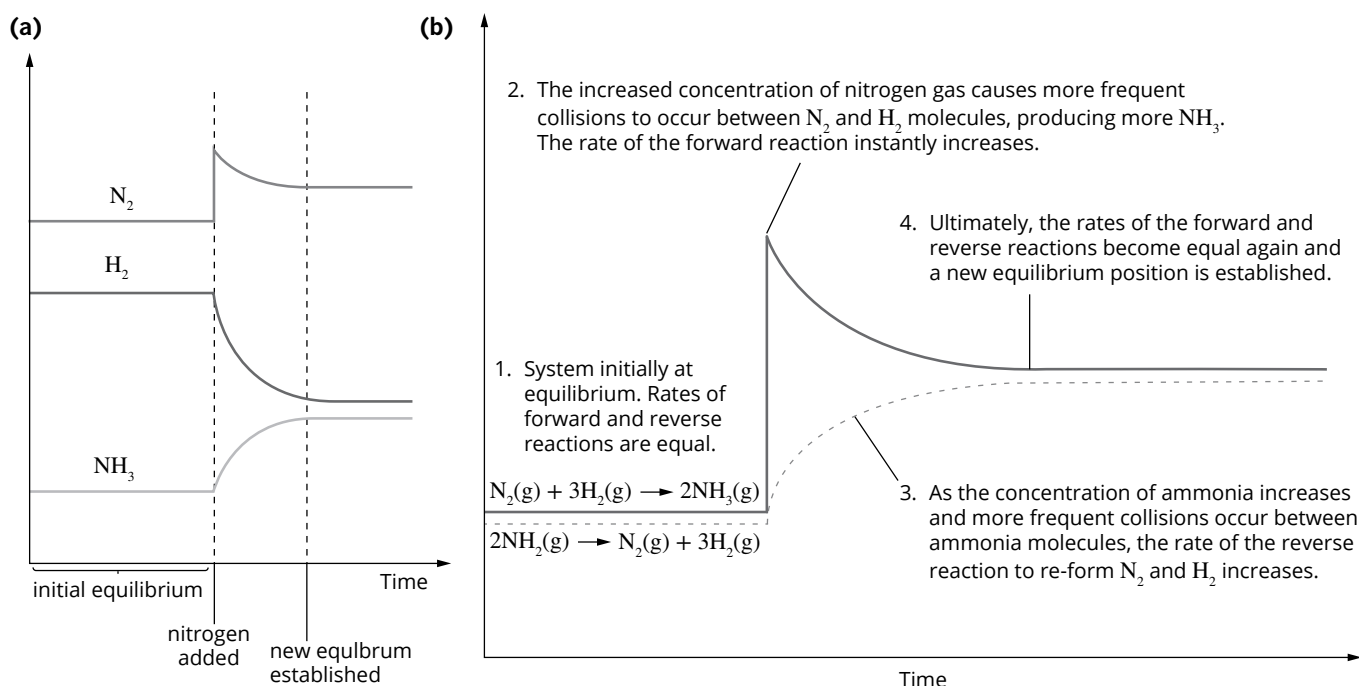 (a)
N₂
H₂
NH₃
Time
initial equilibrium
nitrogen
added
new equlbrum
established
(b)
2. The increased concentration of nitrogen gas causes more frequent
collisions to occur between N₂ and H₂ molecules, producing more NH₃.
The rate of the forward reaction instantly increases.
4. Ultimately, the rates of the forward and
reverse reactions become equal again and
a new equilibrium position is established.
1. System initially at
equilibrium. Rates of
forward and reverse
reactions are equal.
N₂(g) + 3H₂(g) ⟶ 2NH₃(g)
2NH₂(g) ⟶ N₂(g) + 3H₂(g)
3. As the concentration of ammonia increases
and more frequent collisions occur between
ammonia molecules, the rate of the reverse
reaction to re-form N₂ and H₂ increases.
Time